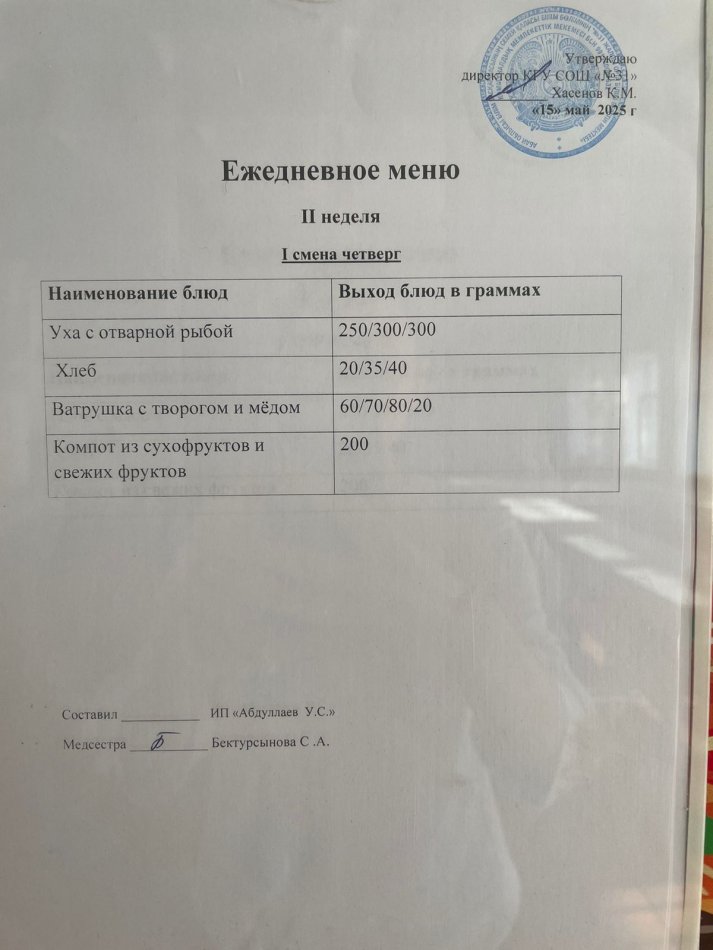 Утверждаю
директор КГУ СОШ «№31»
Хасенов К.М.
«15» май 2025 г
Ежедневное меню
II неделя
I смена четверг
Наименование блюд Выход блюд в граммах
Уха с отварной рыбой 250/300/300
Хлеб 20/35/40
Ватрушка с творогом и мёдом 60/70/80/20
Компот из сухофруктов и 200
свежих фруктов
Составил ____________ ИП «Абдуллаев У.С.»
Медсестра ____________ Бектурсынова С .А.